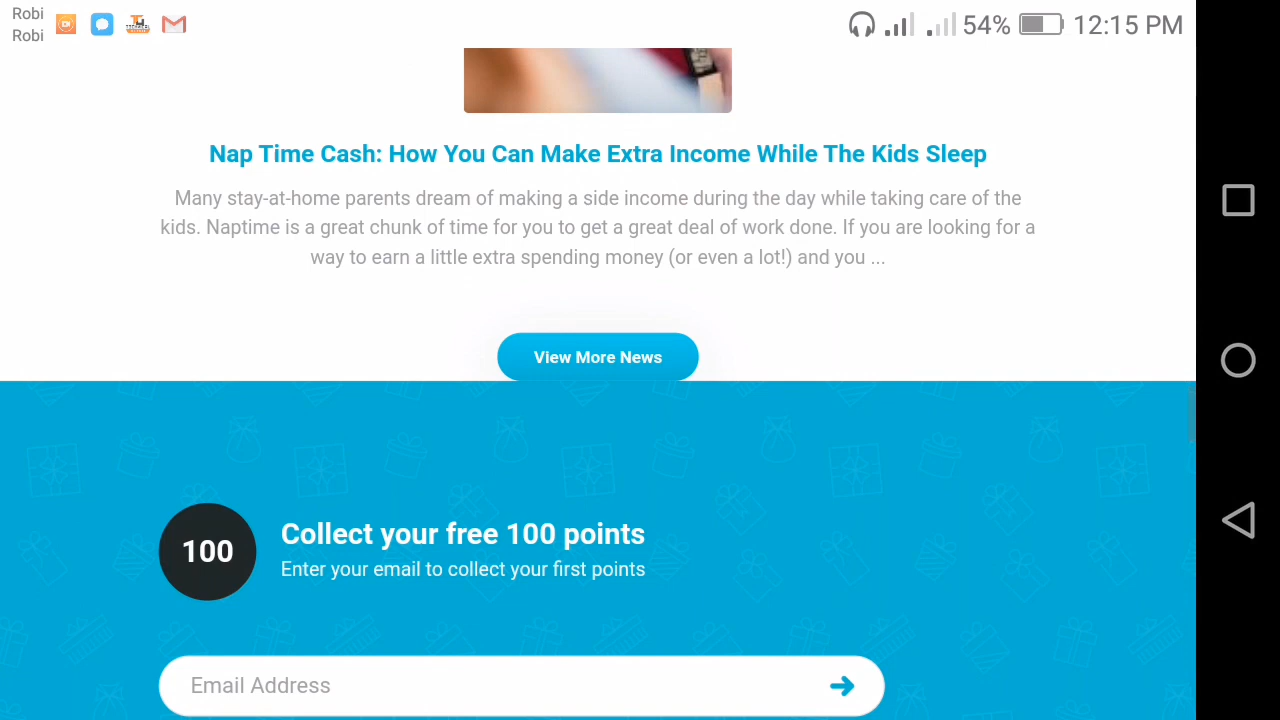 Robi
Robi
54% 12:15 PM
Nap Time Cash: How You Can Make Extra Income While The Kids Sleep
Many stay-at-home parents dream of making a side income during the day while taking care of the
kids. Naptime is a great chunk of time for you to get a great deal of work done. If you are looking for a
way to earn a little extra spending money (or even a lot!) and you ...
View More News
100
Collect your free 100 points
Enter your email to collect your first points
Email Address